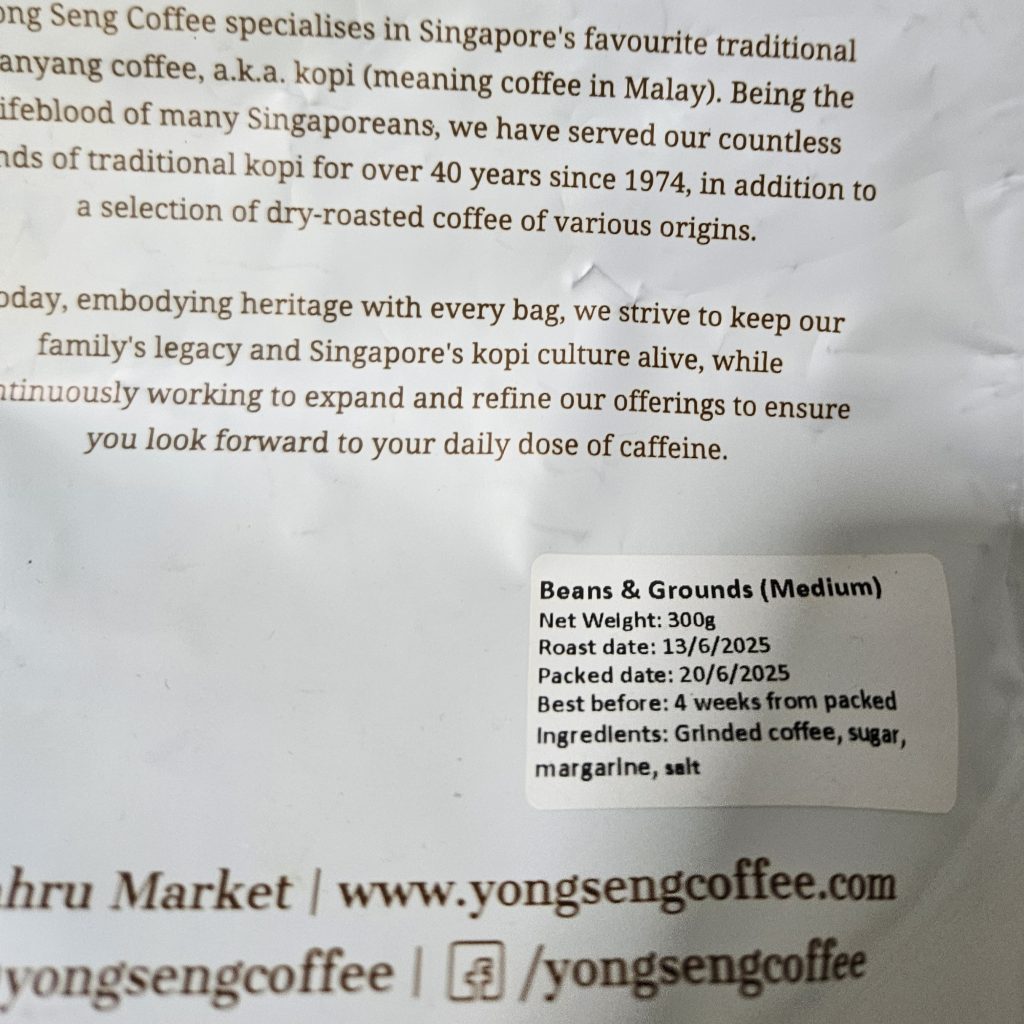 ong Seng Coffee specialises in Singapore's favourite traditional
anyang coffee, a.k.a. kopi (meaning coffee in Malay). Being the
ifeblood of many Singaporeans, we have served our countless
nds of traditional kopi for over 40 years since 1974, in addition to
a selection of dry-roasted coffee of various origins.
oday, embodying heritage with every bag, we strive to keep our
family's legacy and Singapore's kopi culture alive, while
ntinuously working to expand and refine our offerings to ensure
you look forward to your daily dose of caffeine.
Beans & Grounds (Medium)
Net Weight: 300g
Roast date: 13/6/2025
Packed date: 20/6/2025
Best before: 4 weeks from packed
Ingredients: Grinded coffee, sugar,
margarine, salt
ahru Market | www.yongsengcoffee.com
yongsengcoffee | /yongsengcoffee